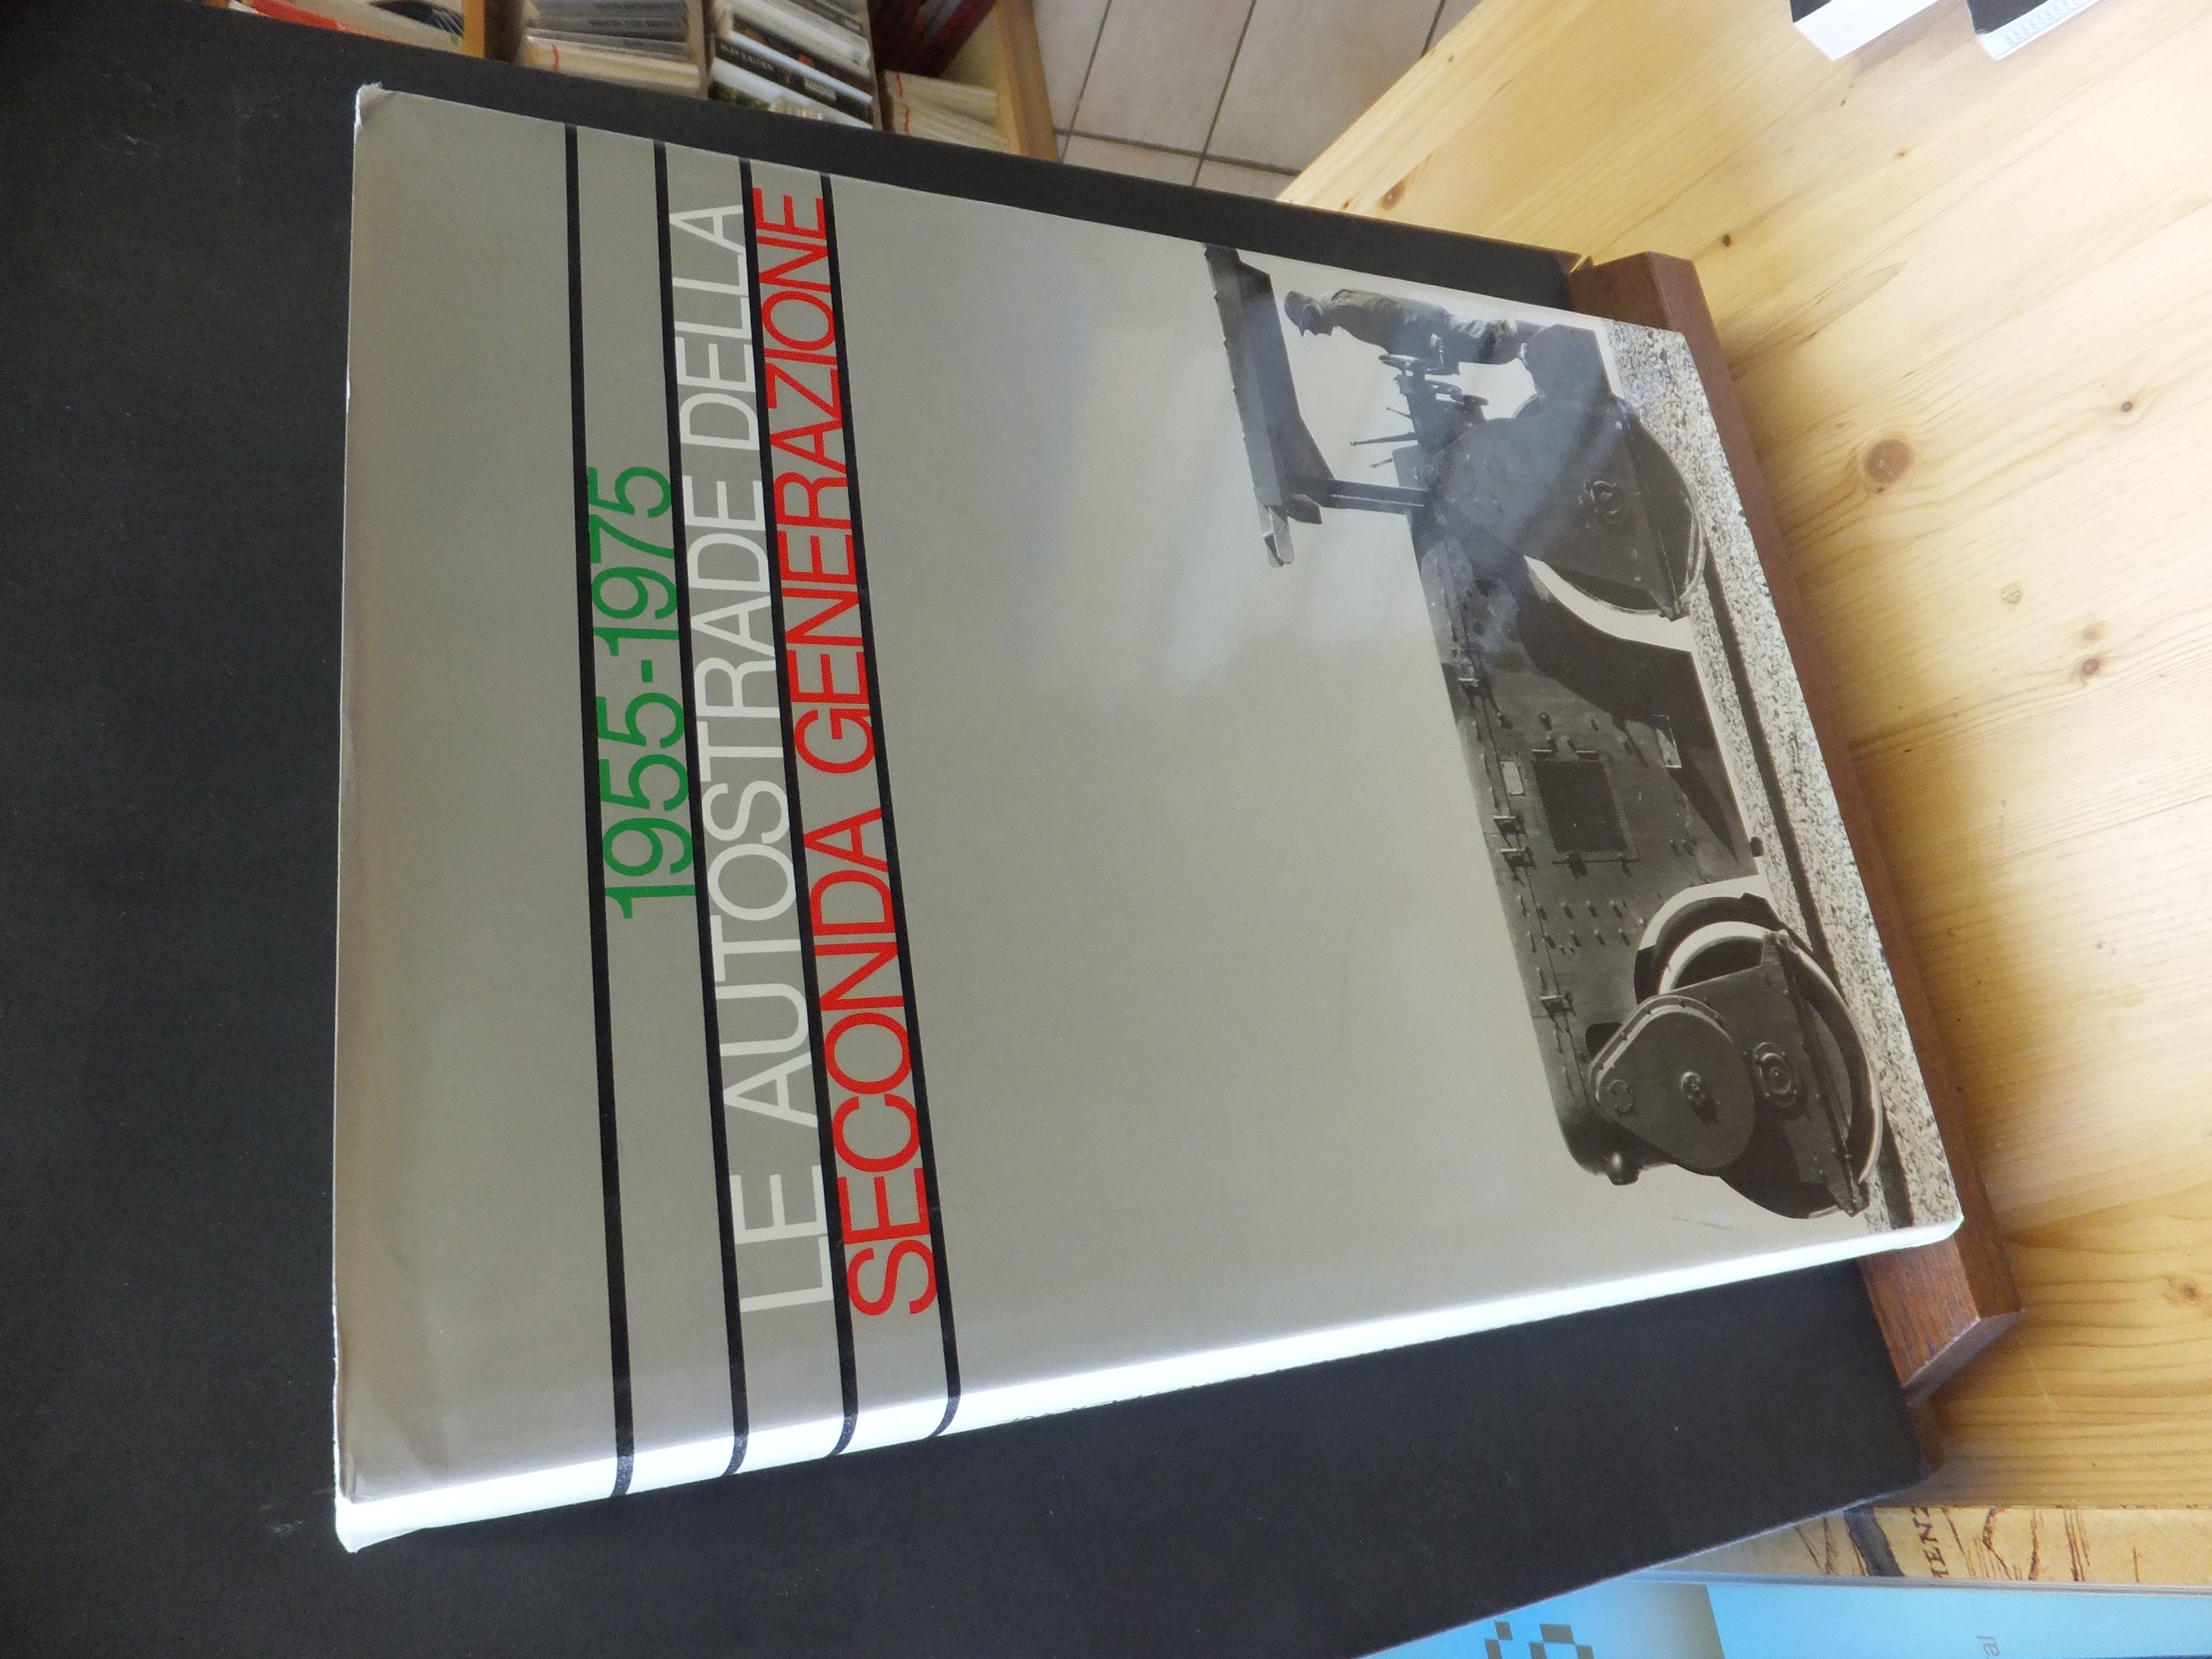 1955-1975
LE AUTOSTRADE DELLA
SECONDA GENERAZIONE